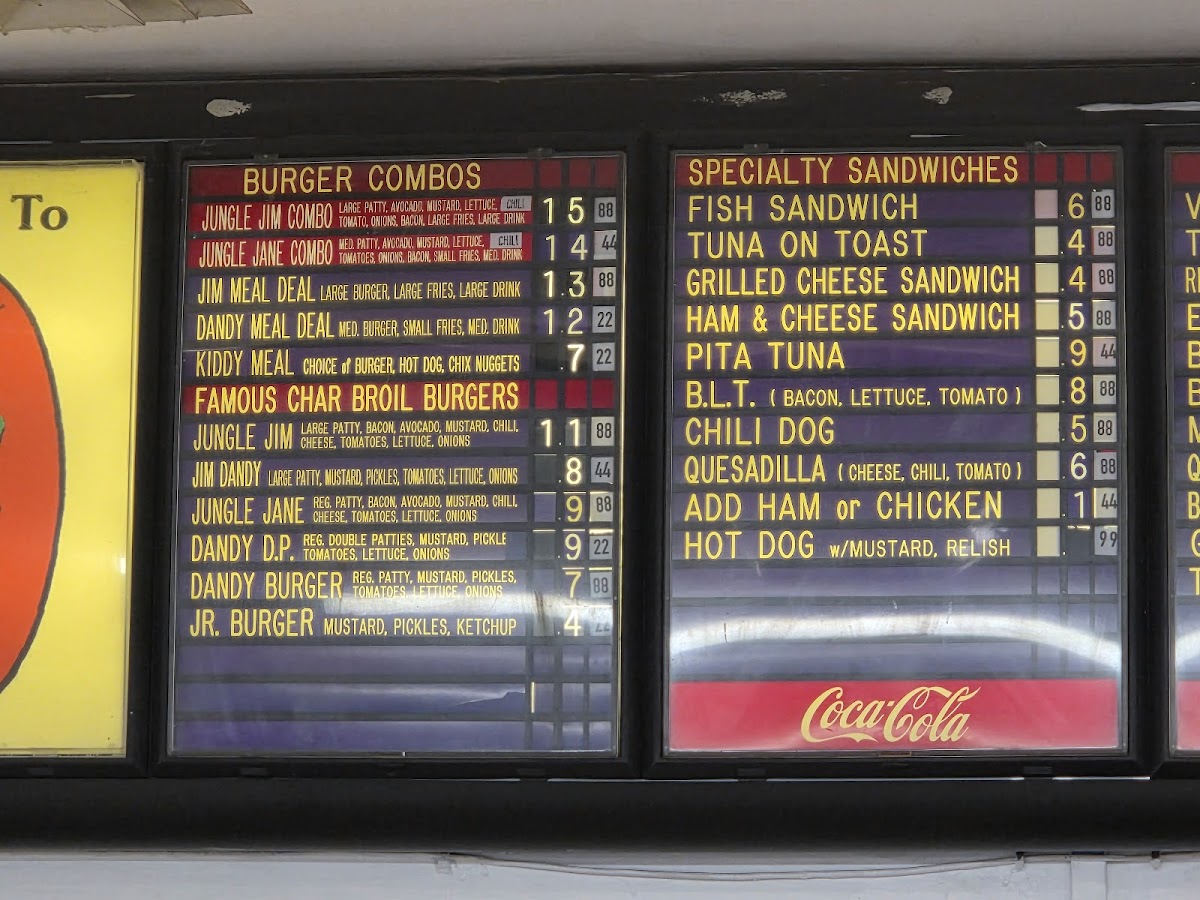 To
BURGER COMBOS
JUNGLE JIM COMBO LARGE PATTY, AVOCADO, MUSTARD, LETTUCE, CHILI
TOMATO, ONIONS, BACON, LARGE FRIES, LARGE DRINK 15 88
JUNGLE JANE COMBO MED. PATTY, AVOCADO, MUSTARD, LETTUCE, CHILI
TOMATOES, ONIONS, BACON, SMALL FRIES, MED. DRINK 14 44
JIM MEAL DEAL LARGE BURGER, LARGE FRIES, LARGE DRINK 13 88
DANDY MEAL DEAL MED. BURGER, SMALL FRIES, MED. DRINK 12 22
KIDDY MEAL CHOICE of BURGER, HOT DOG, CHIX NUGGETS .7 22
FAMOUS CHAR BROIL BURGERS
JUNGLE JIM LARGE PATTY, BACON, AVOCADO, MUSTARD, CHILI,
CHEESE, TOMATOES, LETTUCE, ONIONS 11 88
JIM DANDY LARGE PATTY, MUSTARD, PICKLES, TOMATOES, LETTUCE, ONIONS .8 44
JUNGLE JANE REG. PATTY, BACON, AVOCADO, MUSTARD, CHILI,
CHEESE, TOMATOES, LETTUCE, ONIONS .9 88
DANDY D.P. REG. DOUBLE PATTIES, MUSTARD, PICKLE
TOMATOES, LETTUCE, ONIONS .9 22
DANDY BURGER REG. PATTY, MUSTARD, PICKLES,
TOMATOES, LETTUCE, ONIONS 7 88
JR. BURGER MUSTARD, PICKLES, KETCHUP .4 22
SPECIALTY SANDWICHES
FISH SANDWICH .6 88
TUNA ON TOAST .4 88
GRILLED CHEESE SANDWICH .4 88
HAM & CHEESE SANDWICH .5 88
PITA TUNA .9 44
B.L.T. ( BACON, LETTUCE, TOMATO ) .8 88
CHILI DOG .5 88
QUESADILLA ( CHEESE, CHILI, TOMATO ) .6 88
ADD HAM or CHICKEN .1 44
HOT DOG w/MUSTARD, RELISH . 99
Coca-Cola